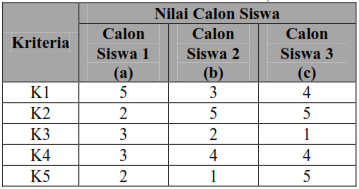 Nilai Calon Siswa
Kriteria
Calon Siswa 1 (a)
Calon Siswa 2 (b)
Calon Siswa 3 (c)
K1 5 3 4
K2 2 5 5
K3 3 2 1
K4 3 4 4
K5 2 1 5